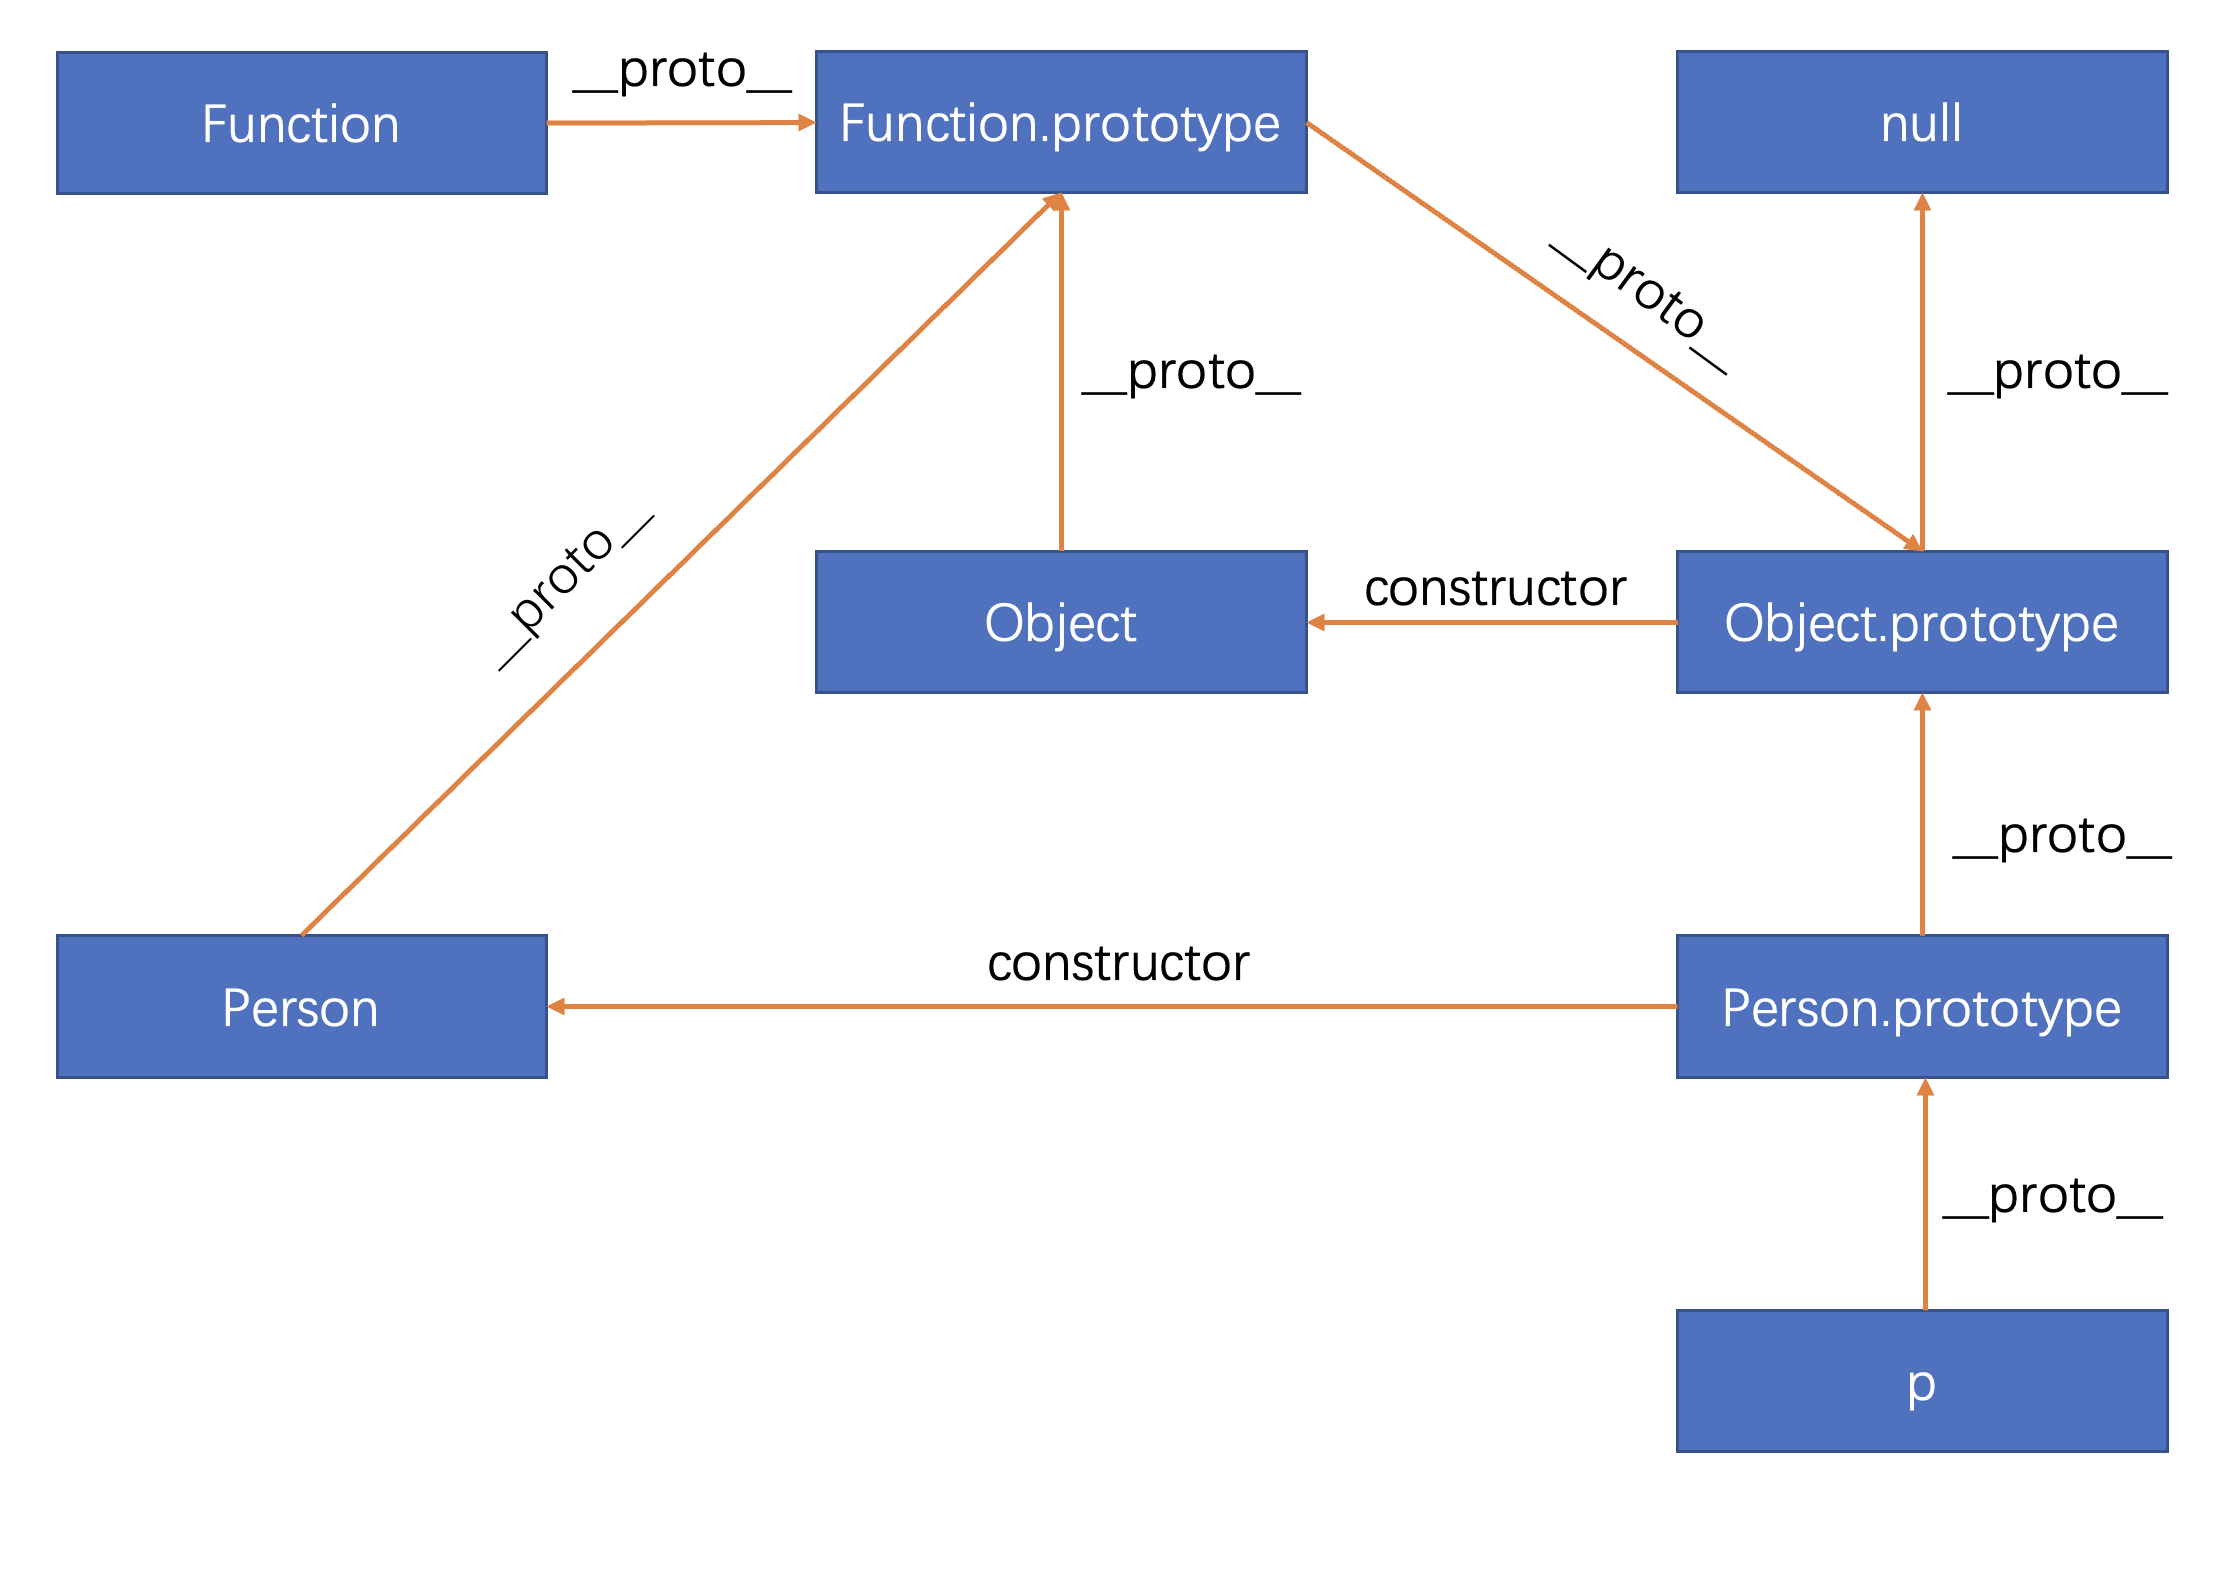 Function
__proto__
Function.prototype
null
__proto__
__proto__
__proto__
__proto__
Object
constructor
Object.prototype
__proto__
Person
constructor
Person.prototype
__proto__
p